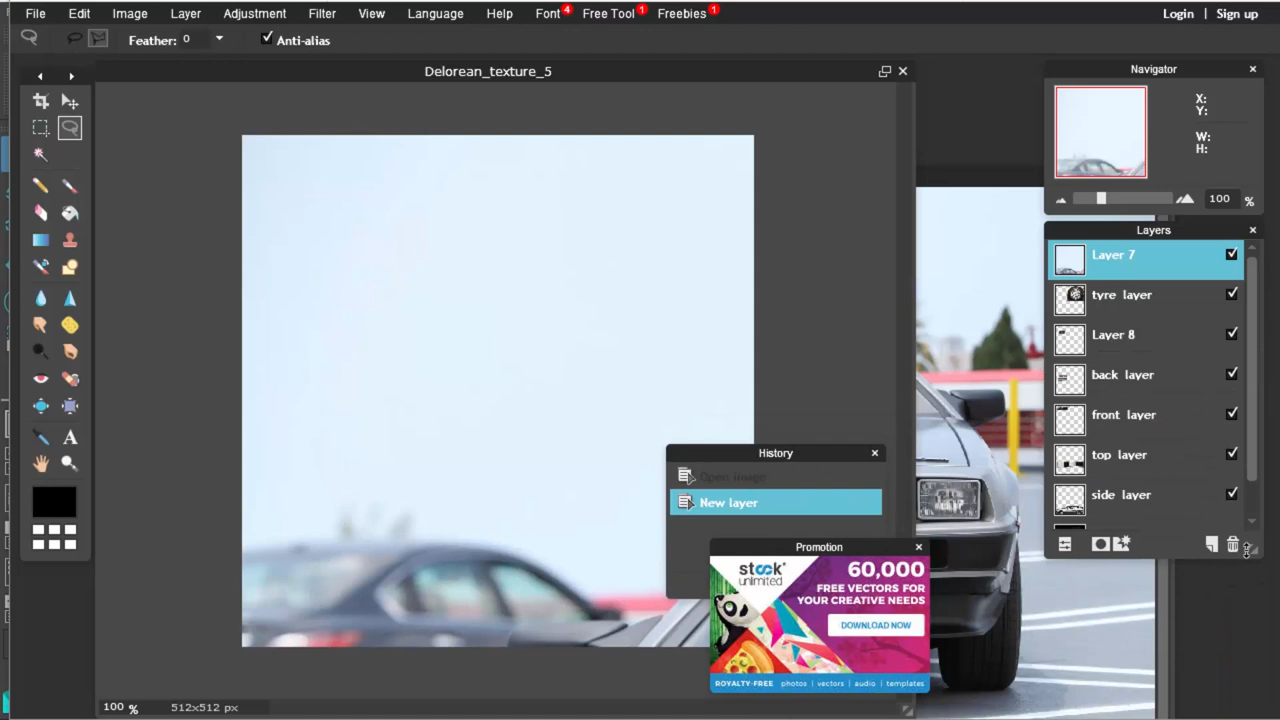 File Edit Image Layer Adjustment Filter View Language Help Font 4 Free Tool 1 Freebies 1 Login | Sign up
Feather: 0 Anti-alias
Delorean_texture_5
Navigator
X:
Y:
W:
H:
100 %
Layers
Layer 7
tyre layer
Layer 8
back layer
front layer
top layer
side layer
History
Open image
New layer
Promotion
stock unlimited
60,000
FREE VECTORS FOR
YOUR CREATIVE NEEDS
DOWNLOAD NOW
ROYALTY-FREE photos | vectors | audio | templates
100 % 512x512 px
A